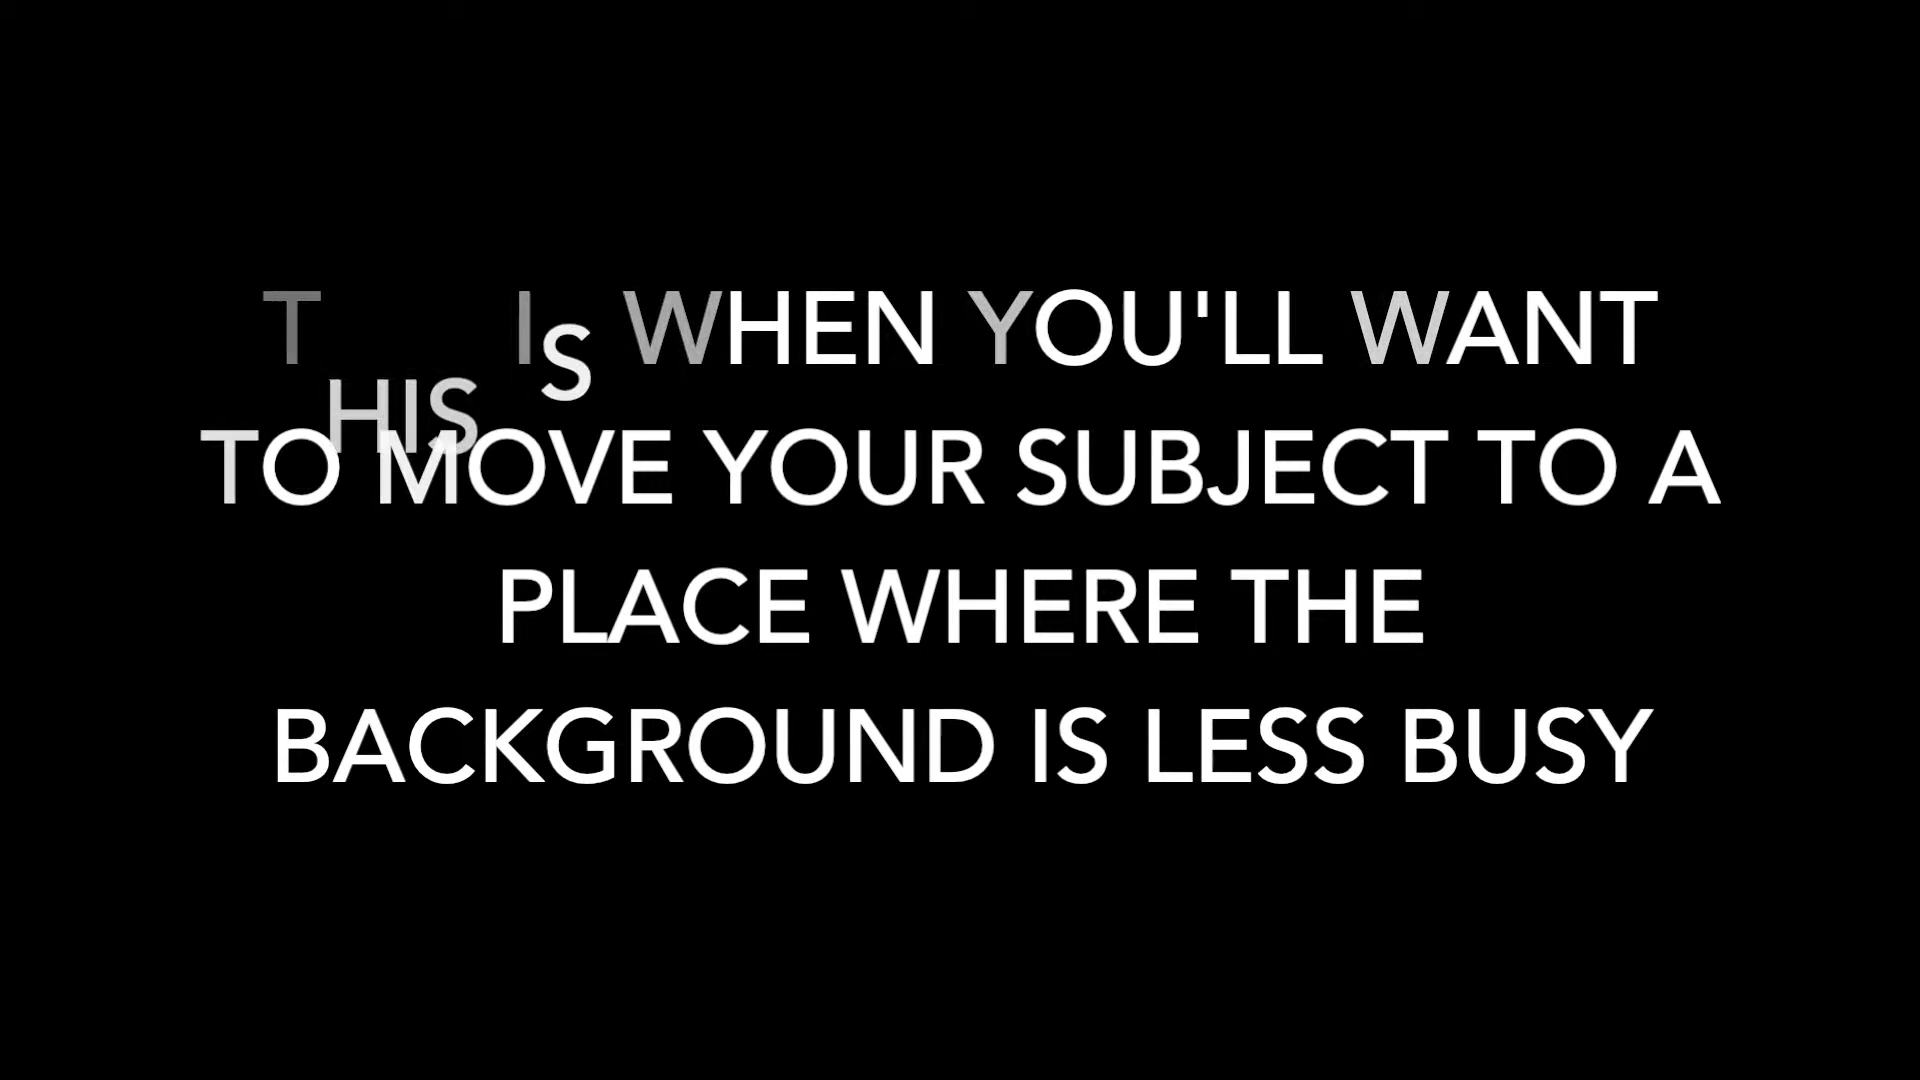 THIS IS WHEN YOU'LL WANT
TO MOVE YOUR SUBJECT TO A
PLACE WHERE THE
BACKGROUND IS LESS BUSY